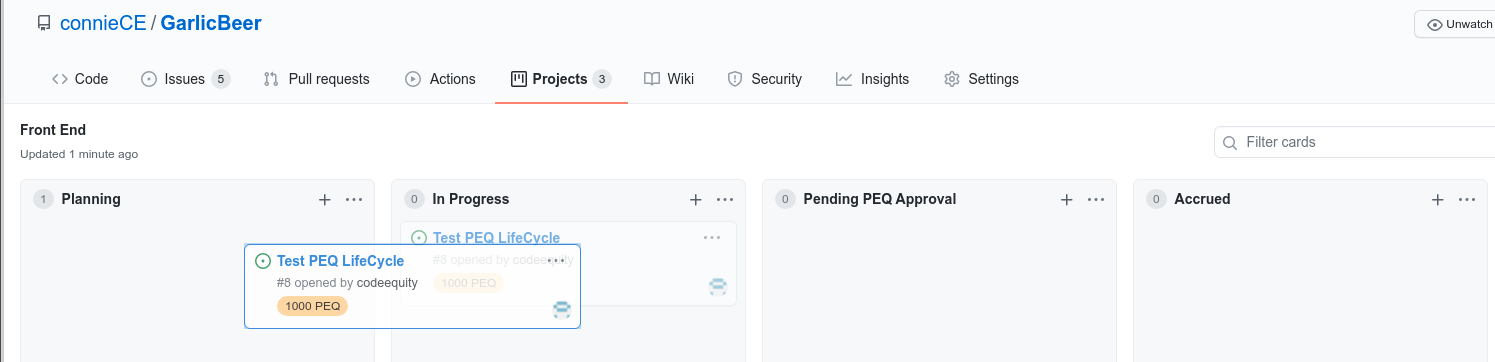 connieCE / GarlicBeer
Unwatch
Code Issues 5 Pull requests Actions Projects 3 Wiki Security Insights Settings
Front End
Updated 1 minute ago
Filter cards
1 Planning
0 In Progress
0 Pending PEQ Approval
0 Accrued
Test PEQ LifeCycle
#8 opened by codeequity
1000 PEQ
Test PEQ LifeCycle
#8 opened by codeequity
1000 PEQ